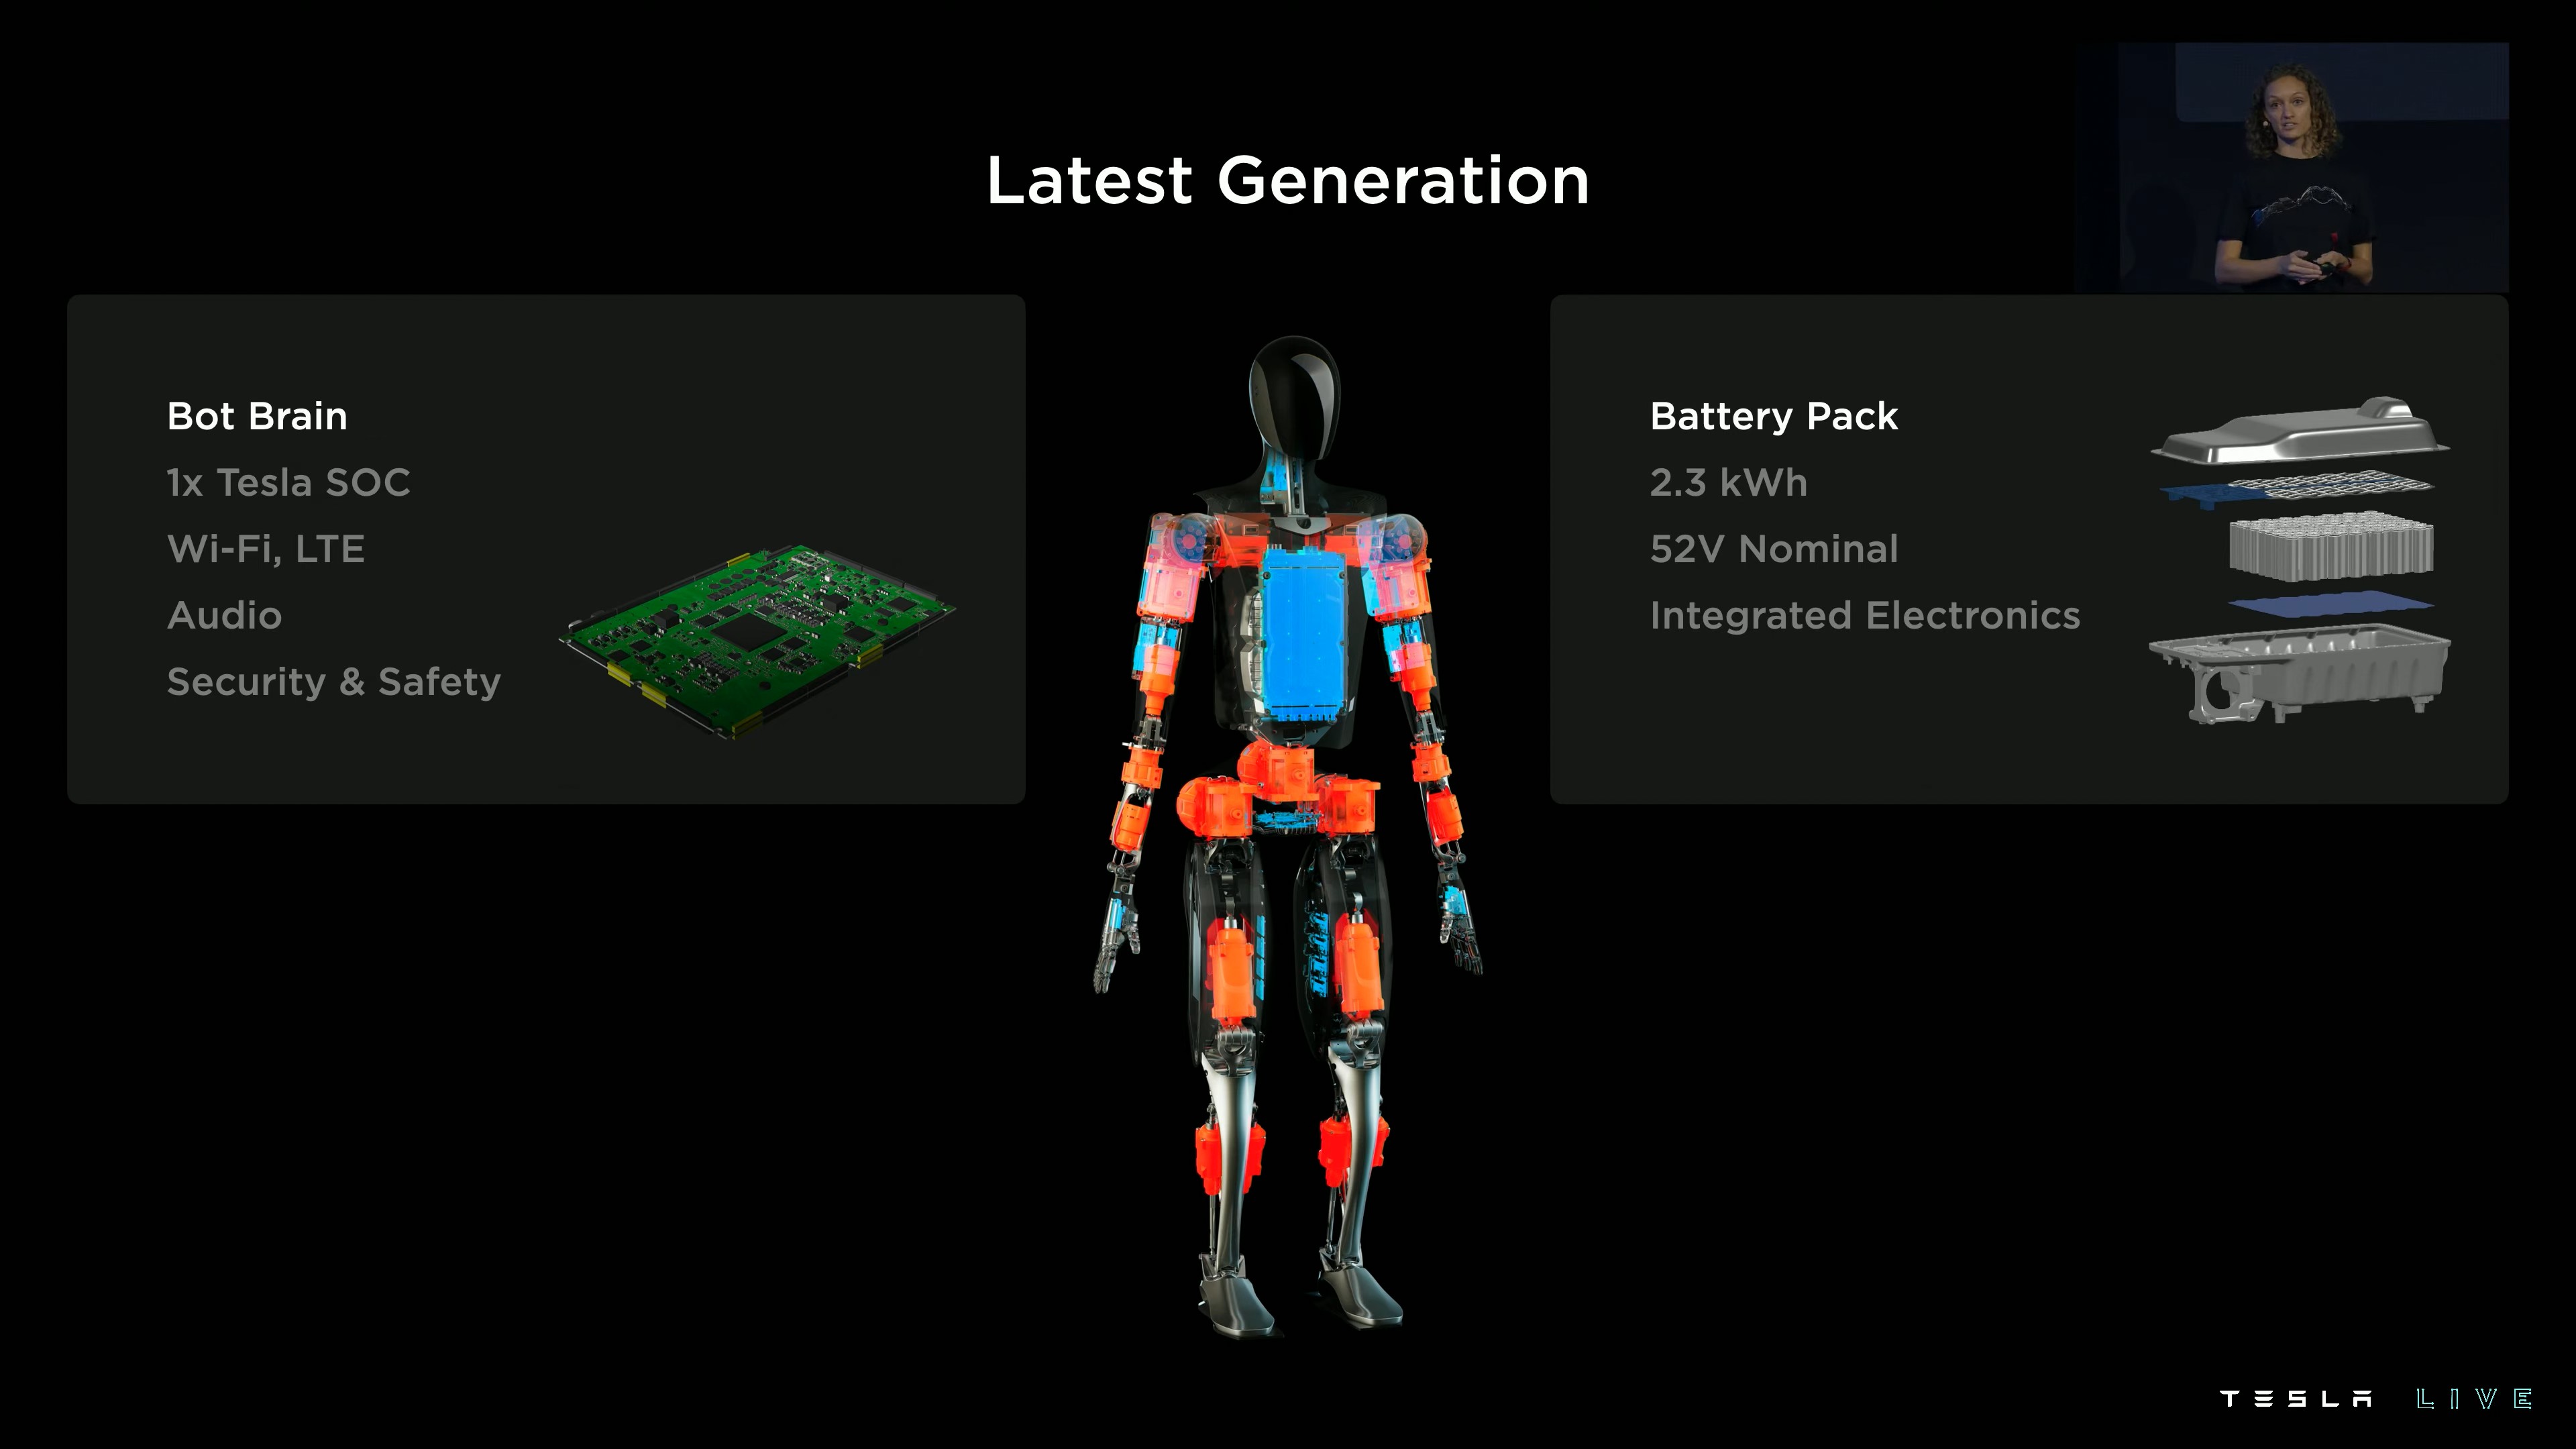 Latest Generation
Bot Brain
1x Tesla SOC
Wi-Fi, LTE
Audio
Security & Safety
Battery Pack
2.3 kWh
52V Nominal
Integrated Electronics
TESLA LIVE